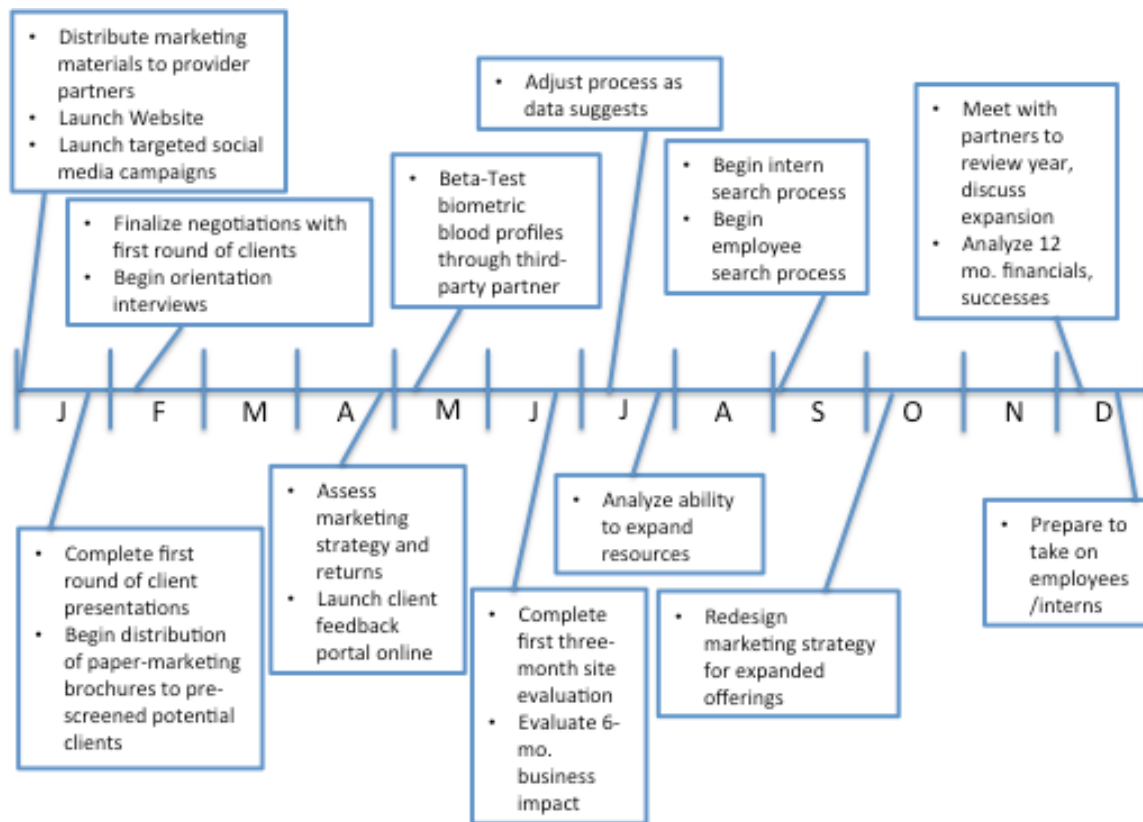 • Distribute marketing
materials to provider
partners
• Launch Website
• Launch targeted social
media campaigns
• Finalize negotiations with
first round of clients
• Begin orientation
interviews
• Beta-Test
biometric
blood profiles
through third-
party partner
• Adjust process as
data suggests
• Begin intern
search process
• Begin
employee
search process
• Meet with
partners to
review year,
discuss
expansion
• Analyze 12
mo. financials,
successes
J F M A M J J A S O N D
• Complete first
round of client
presentations
• Begin distribution
of paper-marketing
brochures to pre-
screened potential
clients
• Assess
marketing
strategy and
returns
• Launch client
feedback
portal online
• Complete
first three-
month site
evaluation
• Evaluate 6-
mo.
business
impact
• Analyze ability
to expand
resources
• Redesign
marketing strategy
for expanded
offerings
• Prepare to
take on
employees
/interns